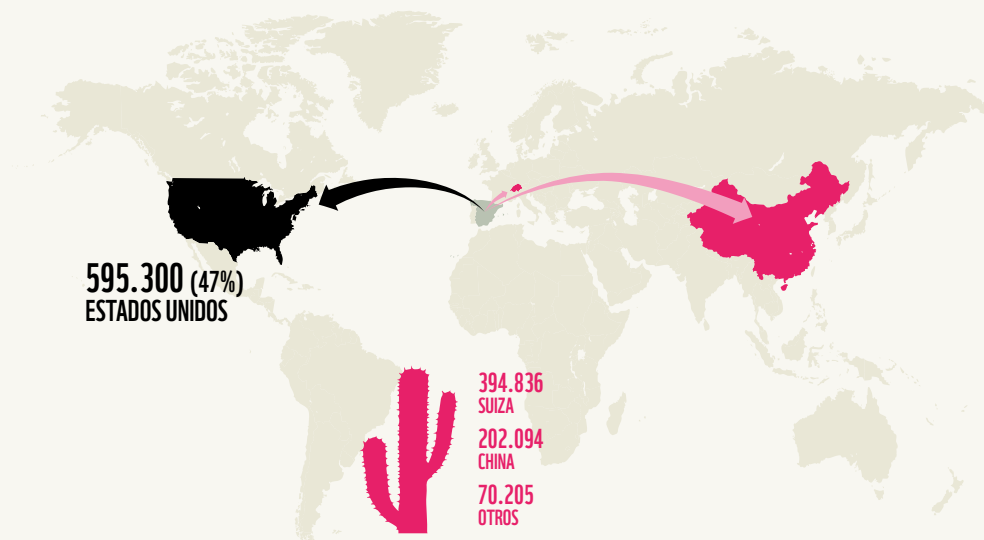 595.300 (47%)
ESTADOS UNIDOS
394.836
SUIZA
202.094
CHINA
70.205
OTROS